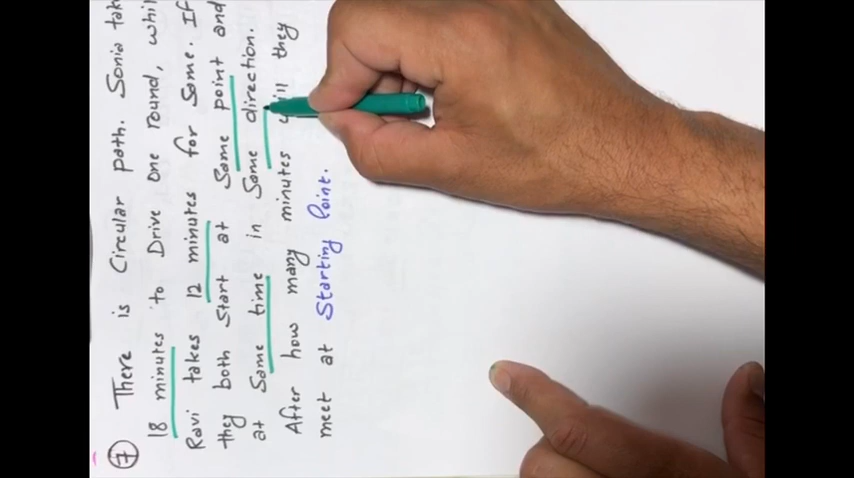 7 There is Circular path. Sonia
18 minutes to Drive one round,
Ravi takes 12 minutes for Same. If
they both Start at Same point and
at Same time in Same direction.
After how many minutes they
meet at Starting Point.